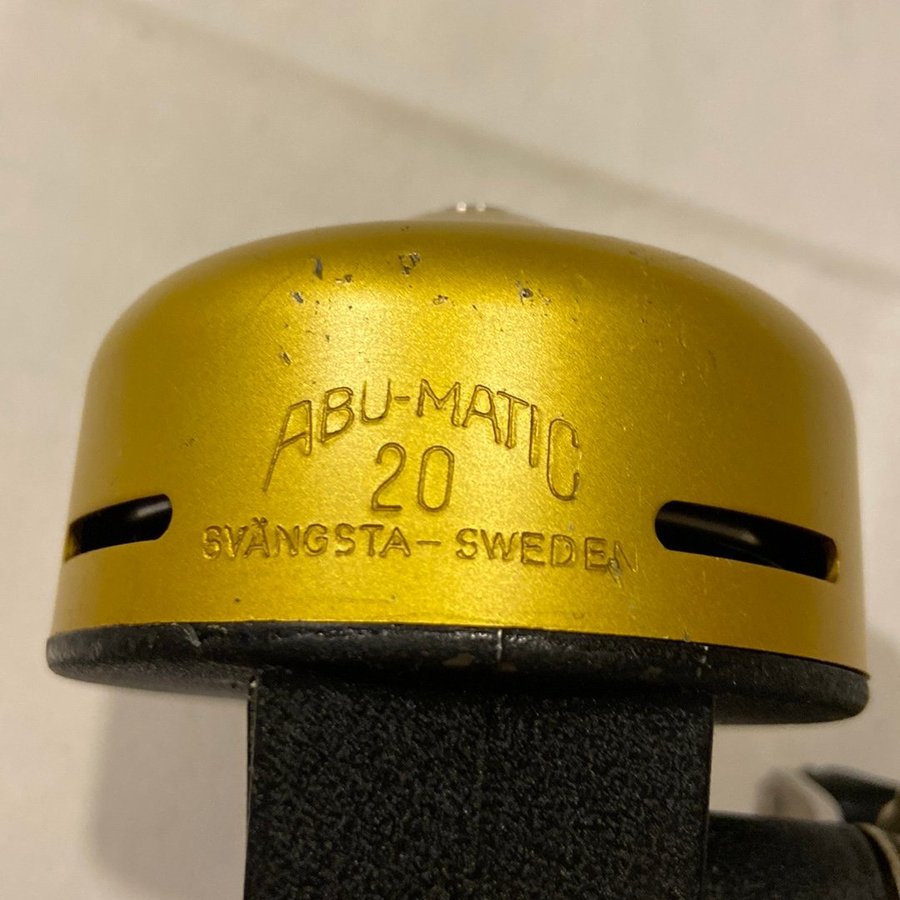 ABU-MATIC
20
SVÄNGSTA – SWEDEN